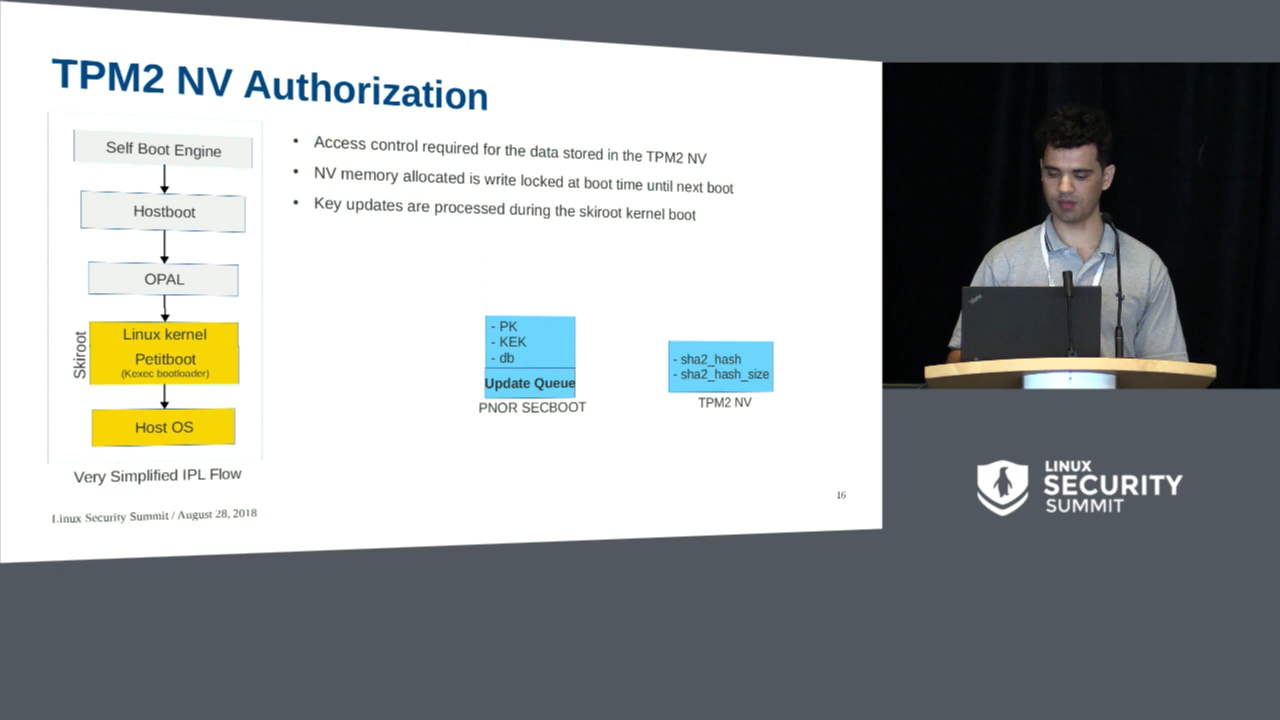 TPM2 NV Authorization
Self Boot Engine
Hostboot
OPAL
Skiroot
Linux kernel
Petitboot
(Kexec bootloader)
Host OS
Very Simplified IPL Flow
• Access control required for the data stored in the TPM2 NV
• NV memory allocated is write locked at boot time until next boot
• Key updates are processed during the skiroot kernel boot
- PK
- KEK
- db
Update Queue
PNOR SECBOOT
- sha2_hash
- sha2_hash_size
TPM2 NV
16
Linux Security Summit / August 28, 2018
LINUX
SECURITY
SUMMIT